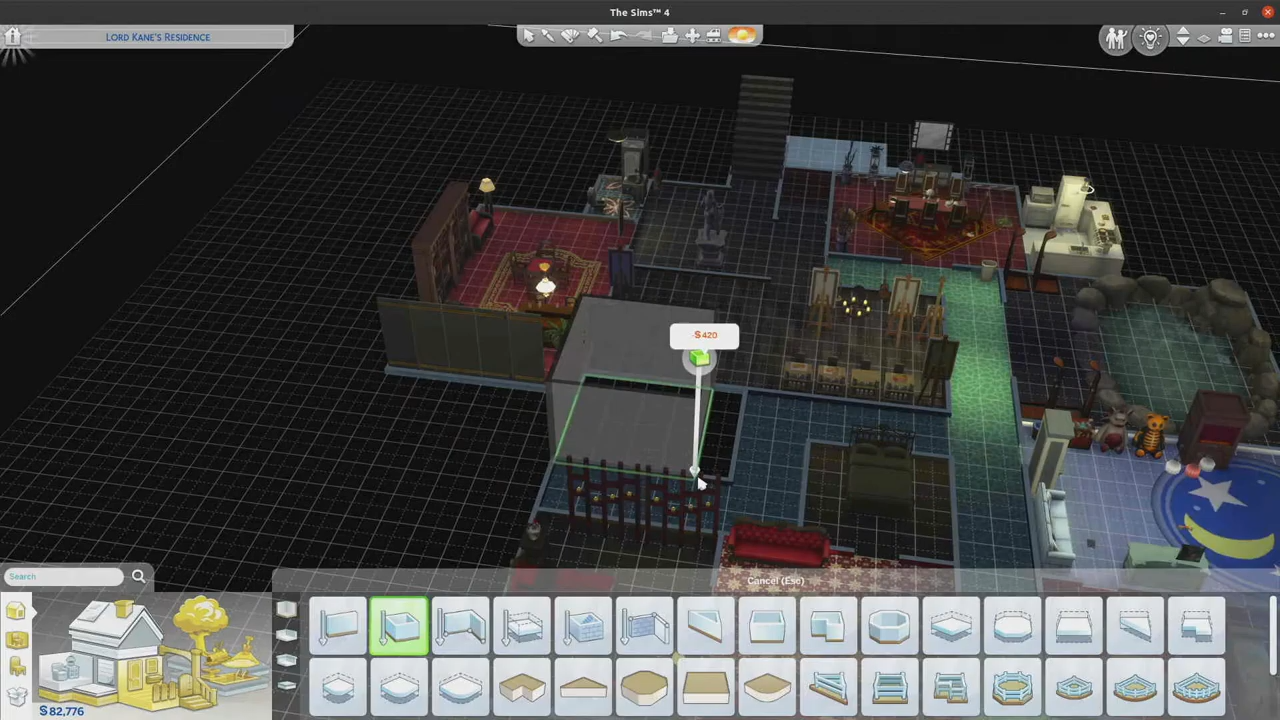 The Sims™ 4
LORD KANE'S RESIDENCE
-$420
Cancel (Esc)
Search
$82,776